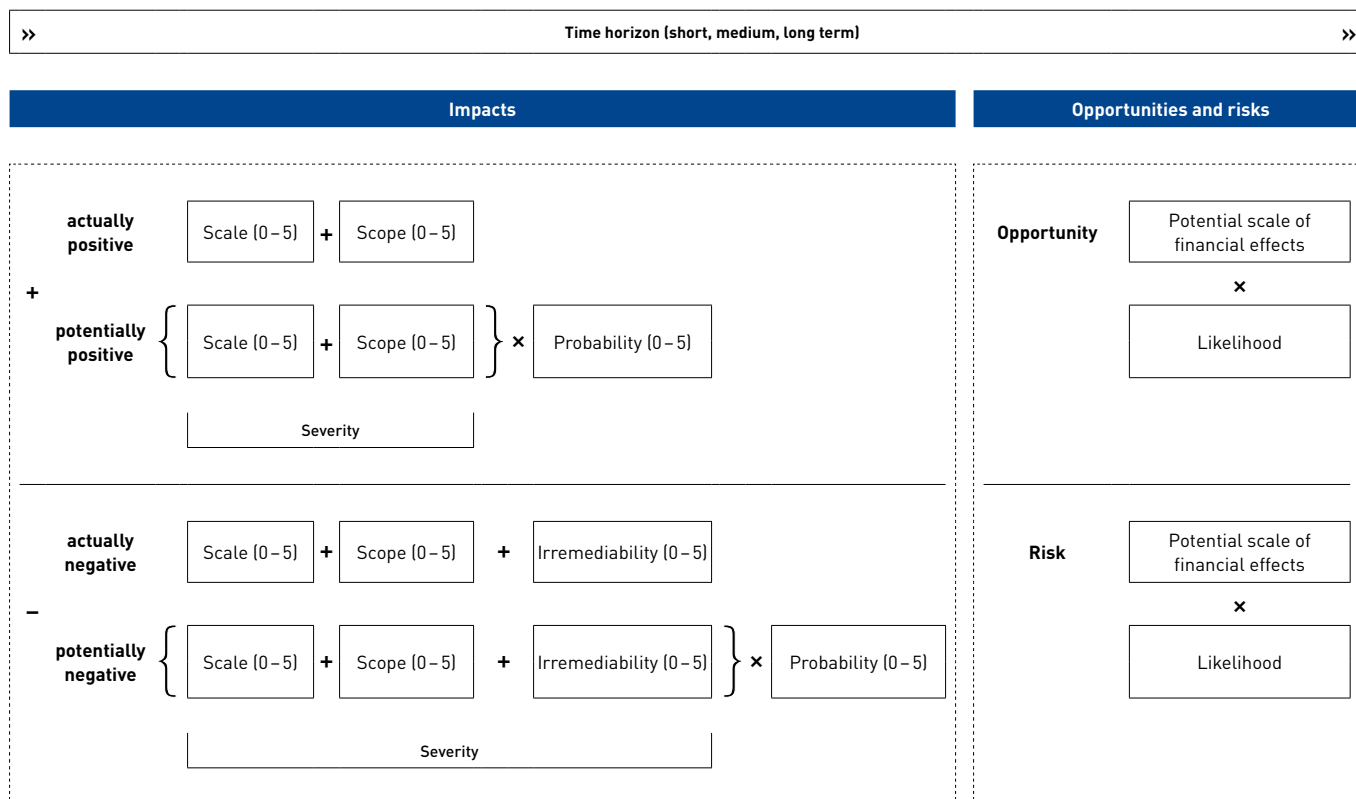 » Time horizon (short, medium, long term) »
Impacts
Opportunities and risks
actually
positive
Scale (0–5) + Scope (0–5)
+
potentially
positive
{ Scale (0–5) + Scope (0–5) } × Probability (0–5)
Severity
actually
negative
Scale (0–5) + Scope (0–5) + Irremediability (0–5)
–
potentially
negative
{ Scale (0–5) + Scope (0–5) + Irremediability (0–5) } × Probability (0–5)
Severity
Opportunity
Potential scale of
financial effects
×
Likelihood
Risk
Potential scale of
financial effects
×
Likelihood